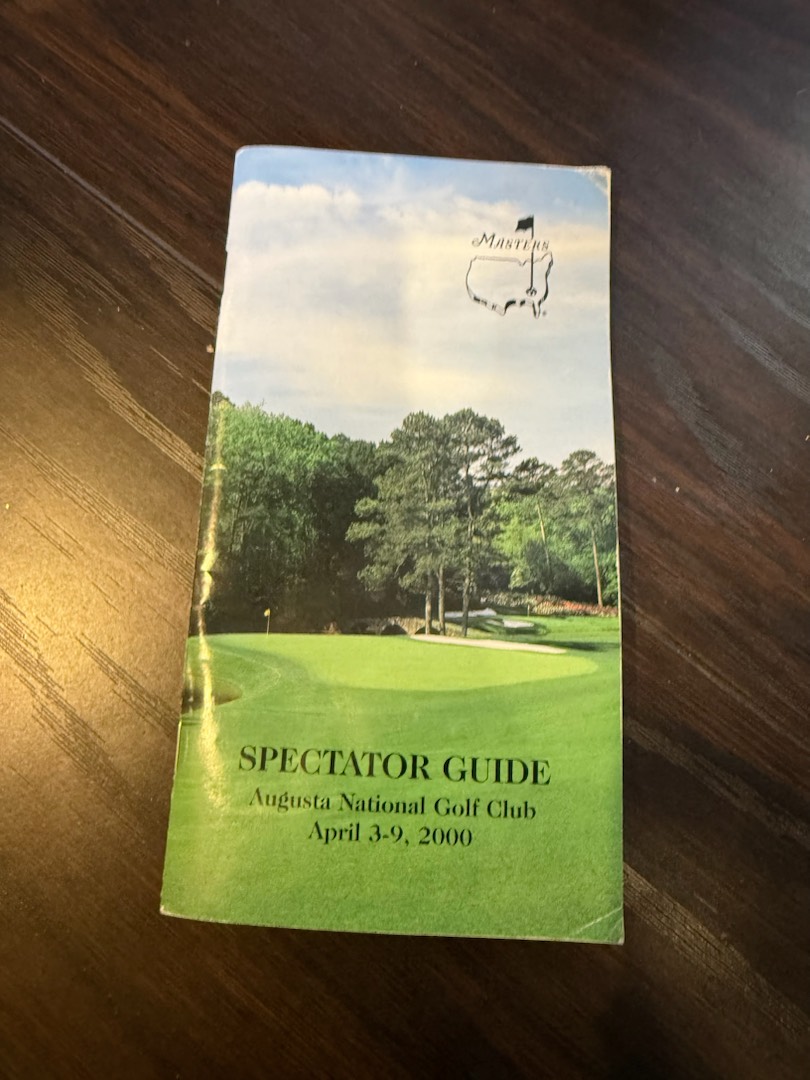 MASTERS
SPECTATOR GUIDE
Augusta National Golf Club
April 3-9, 2000